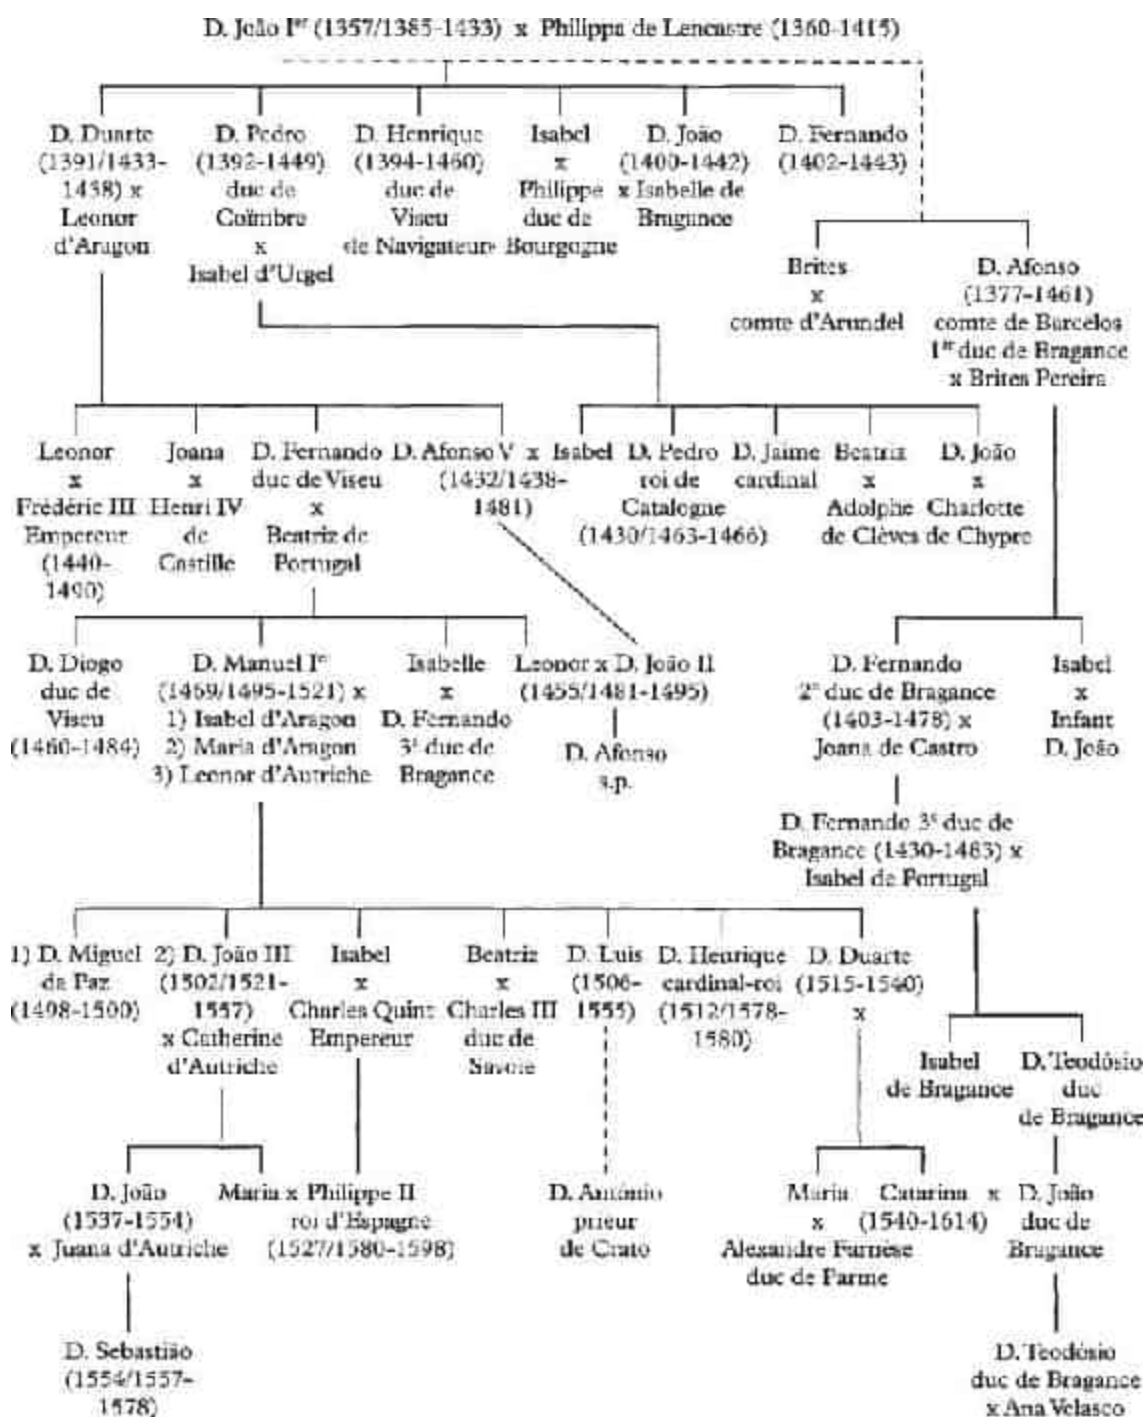 D. João Iᵉʳ (1357/1385-1433) x Philippa de Lencastre (1360-1415)
D. Duarte
(1391/1433-
1438) x
Leonor
d'Aragon
D. Pedro
(1392-1449)
duc de
Coïmbre
x
Isabel d'Urgel
D. Henrique
(1394-1460)
duc de
Viseu
de Navigateur
Isabel
x
Philippe
duc de
Bourgogne
D. João
(1400-1442)
x Isabelle de
Bragance
D. Fernando
(1402-1443)
Brites
x
comte d'Arundel
D. Afonso
(1377-1461)
comte de Barcelos
1ᵉʳ duc de Bragance
x Brites Pereira
Leonor
x
Frédéric III
Empereur
(1440-
1490)
Joana
x
Henri IV
de
Castille
D. Fernando
duc de Viseu
x
Beatriz de
Portugal
D. Afonso V x Isabel
(1432/1438-
1481)
D. Pedro
roi de
Catalogne
(1430/1463-1466)
D. Jaime
cardinal
Beatriz
x
Adolphe
de Clèves
D. João
x
Charlotte
de Chypre
D. Diogo
duc de
Viseu
(1460-1484)
D. Manuel Iᵉʳ
(1469/1495-1521) x
1) Isabel d'Aragon
2) Maria d'Aragon
3) Leonor d'Autriche
Isabelle
x
D. Fernando
3ᵉ duc de
Bragance
Leonor x D. João II
(1455/1481-1495)
D. Afonso
s.p.
D. Fernando
2ᵉ duc de Bragance
(1403-1478) x
Joana de Castro
Isabel
x
Infant
D. João
D. Fernando 3ᵉ duc de
Bragance (1430-1483) x
Isabel de Portugal
1) D. Miguel
da Paz
(1498-1500)
2) D. João III
(1502/1521-
1557)
x Catherine
d'Autriche
Isabel
x
Charles Quint
Empereur
Beatriz
x
Charles III
duc de
Savoie
D. Luis
(1506-
1555)
D. Henrique
cardinal-roi
(1512/1578-
1580)
D. Duarte
(1515-1540)
x
Isabel
de Bragance
D. Teodósio
duc
de Bragance
D. João
(1537-1554)
x Juana d'Autriche
Maria x Philippe II
roi d'Espagne
(1527/1580-1598)
D. António
prieur
de Crato
Maria
x
Alexandre Farnèse
duc de Parme
Catarina x D. João
(1540-1614)
duc de
Bragance
D. Sebastião
(1554/1557-
1578)
D. Teodósio
duc de Bragance
x Ana Velasco